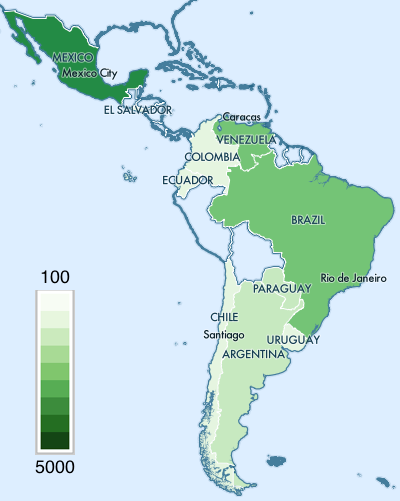 MEXICO
Mexico City
EL SALVADOR
Caracas
VENEZUELA
COLOMBIA
ECUADOR
BRAZIL
100
Rio de Janeiro
PARAGUAY
CHILE
Santiago
URUGUAY
ARGENTINA
5000